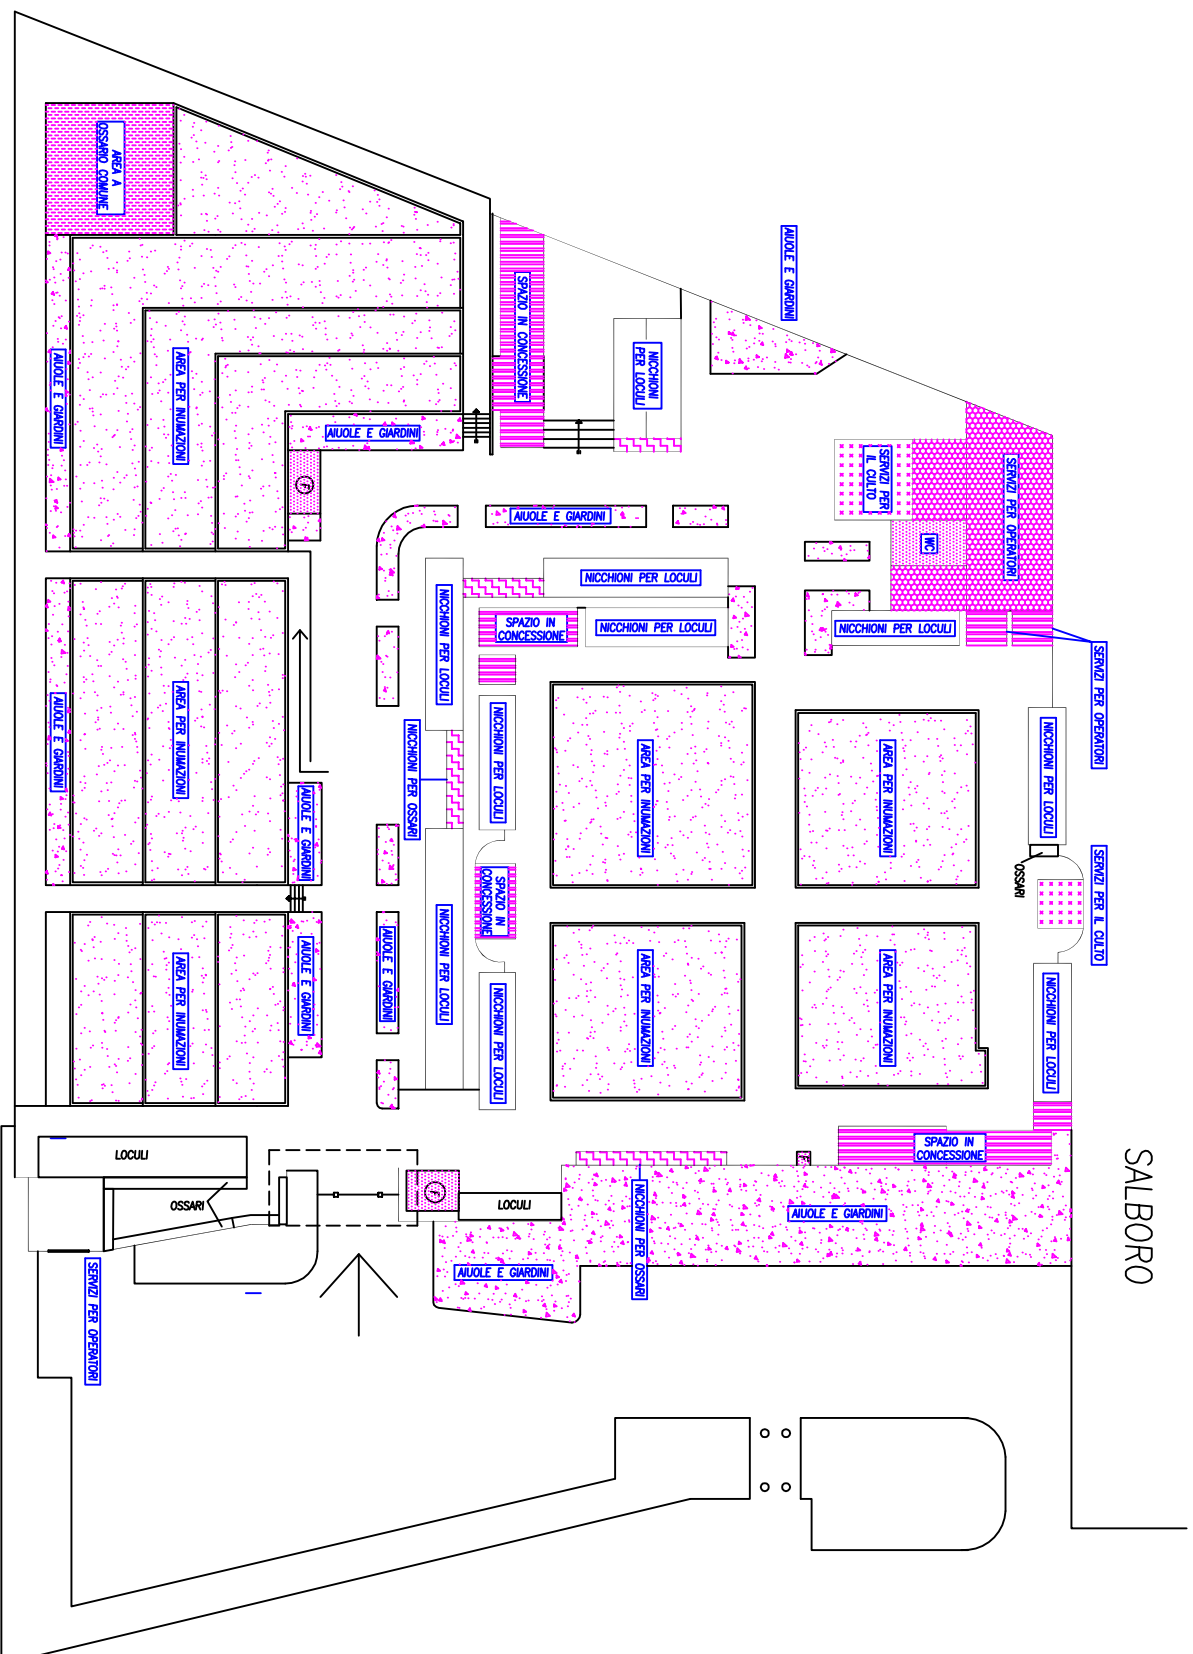 SALBORO
AREA A
OSSARIO COMUNE
AIUOLE E GIARDINI
SPAZIO IN CONCESSIONE
NICCHIONI
PER LOCULI
AIUOLE E GIARDINI
AREA PER INUMAZIONI
AIUOLE E GIARDINI
SERVIZI PER
IL CULTO
SERVIZI PER OPERATORI
F
AIUOLE E GIARDINI
WC
NICCHIONI PER LOCULI
NICCHIONI PER LOCULI
SPAZIO IN
CONCESSIONE
NICCHIONI PER LOCULI
NICCHIONI PER LOCULI
SERVIZI PER OPERATORI
AIUOLE E GIARDINI
AREA PER INUMAZIONI
NICCHIONI PER OSSARI
NICCHIONI PER LOCULI
AREA PER INUMAZIONI
AREA PER INUMAZIONI
NICCHIONI PER LOCULI
AIUOLE E GIARDINI
SPAZIO IN
CONCESSIONE
OSSARI
SERVIZI PER IL CULTO
AREA PER INUMAZIONI
AIUOLE E GIARDINI
AIUOLE E GIARDINI
NICCHIONI PER LOCULI
NICCHIONI PER LOCULI
AREA PER INUMAZIONI
AREA PER INUMAZIONI
NICCHIONI PER LOCULI
LOCULI
OSSARI
F
LOCULI
NICCHIONI PER OSSARI
F
SPAZIO IN
CONCESSIONE
AIUOLE E GIARDINI
AIUOLE E GIARDINI
SERVIZI PER OPERATORI